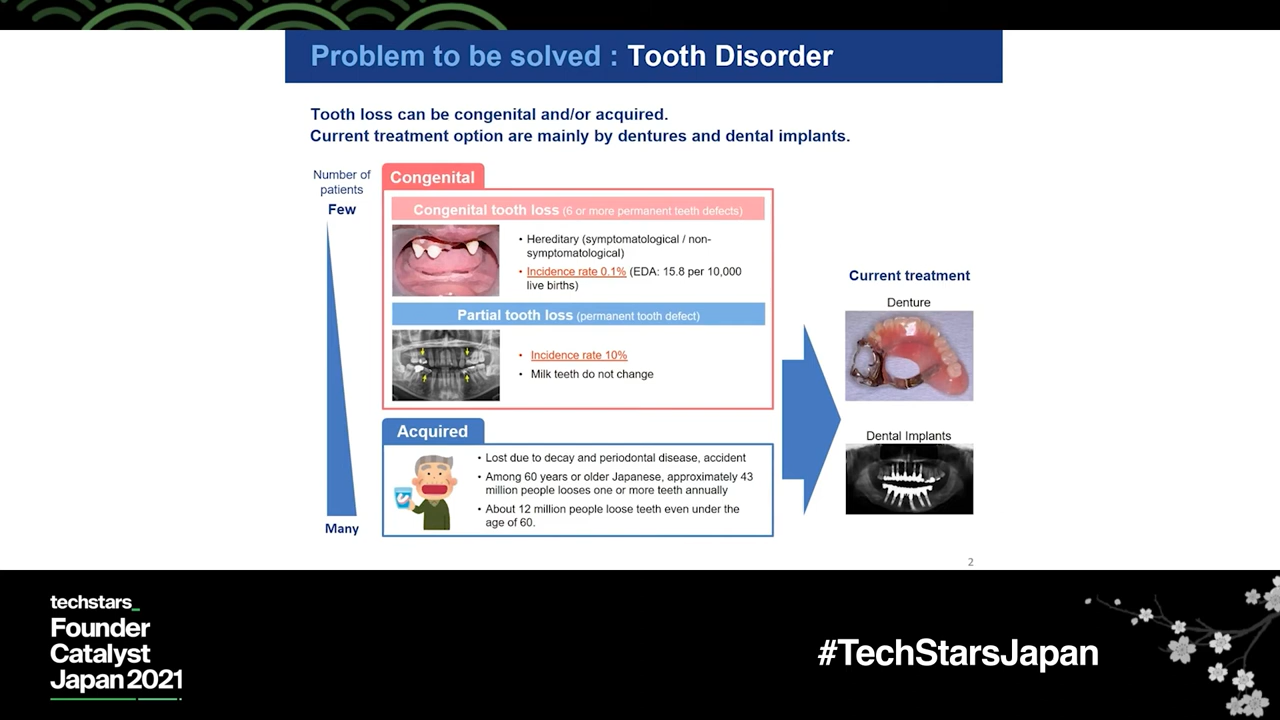 Problem to be solved : Tooth Disorder
Tooth loss can be congenital and/or acquired.
Current treatment option are mainly by dentures and dental implants.
Number of
patients
Few
Many
Congenital
Congenital tooth loss (6 or more permanent teeth defects)
• Hereditary (symptomatological / non-
symptomatological)
• Incidence rate 0.1% (EDA: 15.8 per 10,000
live births)
Partial tooth loss (permanent tooth defect)
• Incidence rate 10%
• Milk teeth do not change
Acquired
• Lost due to decay and periodontal disease, accident
• Among 60 years or older Japanese, approximately 43
million people looses one or more teeth annually
• About 12 million people loose teeth even under the
age of 60.
Current treatment
Denture
Dental Implants
2
techstars_
Founder
Catalyst
Japan 2021
#TechStarsJapan